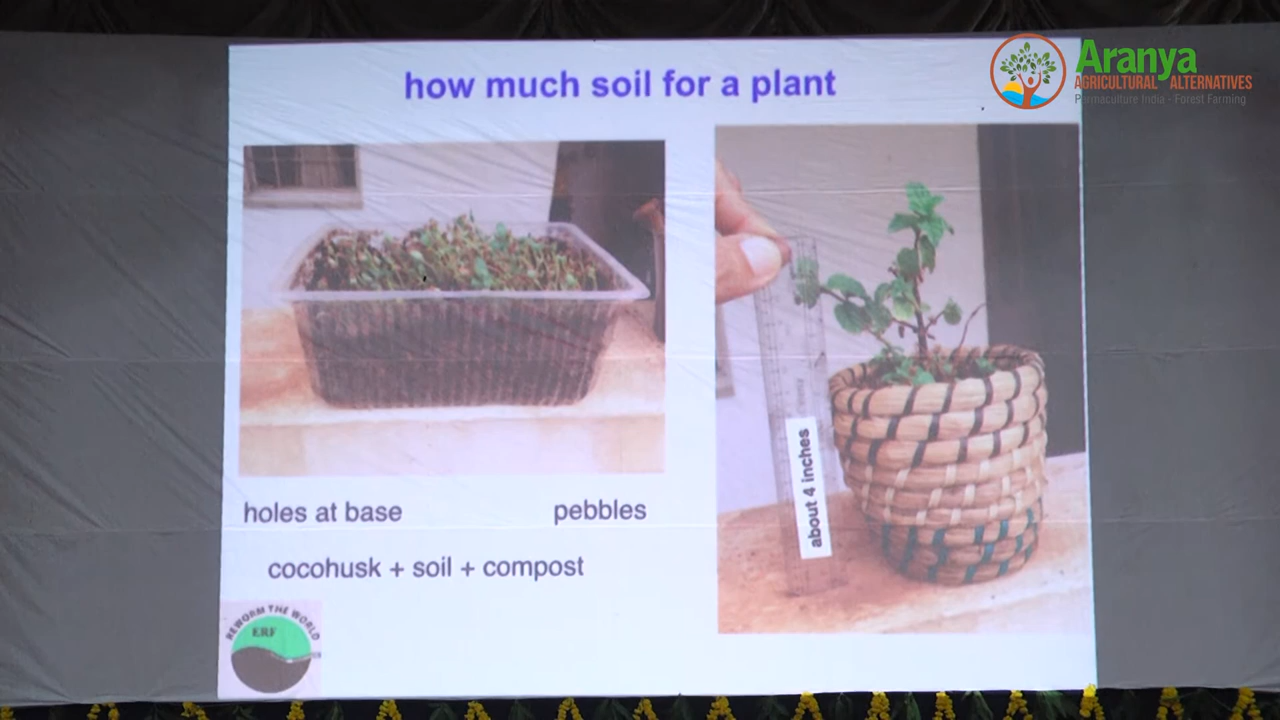 how much soil for a plant
Aranya
AGRICULTURAL ALTERNATIVES
Permaculture India - Forest Farming
about 4 inches
holes at base
pebbles
cocohusk + soil + compost
REWORM THE WORLD
ERF